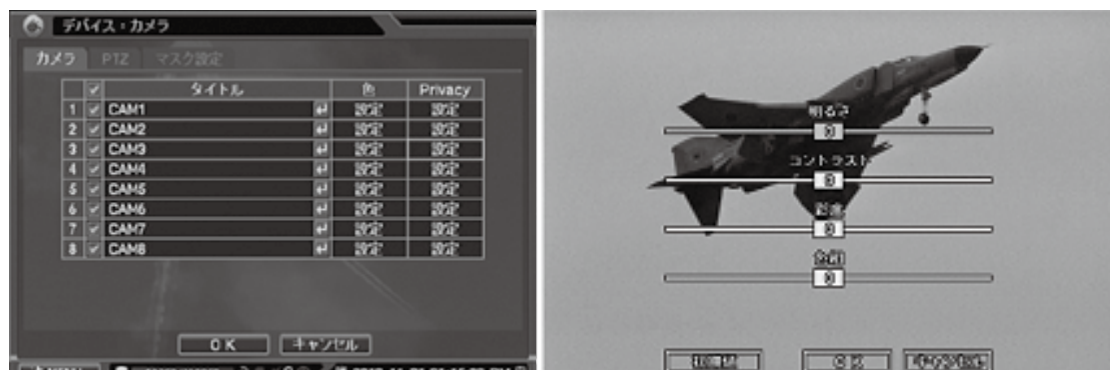 デバイス：カメラ
カメラ PTZ マスク設定
タイトル 色 Privacy
1 CAM1 設定 設定
2 CAM2 設定 設定
3 CAM3 設定 設定
4 CAM4 設定 設定
5 CAM5 設定 設定
6 CAM6 設定 設定
7 CAM7 設定 設定
8 CAM8 設定 設定
OK キャンセル
明るさ
0
コントラスト
0
0
色相
0
OK キャンセル